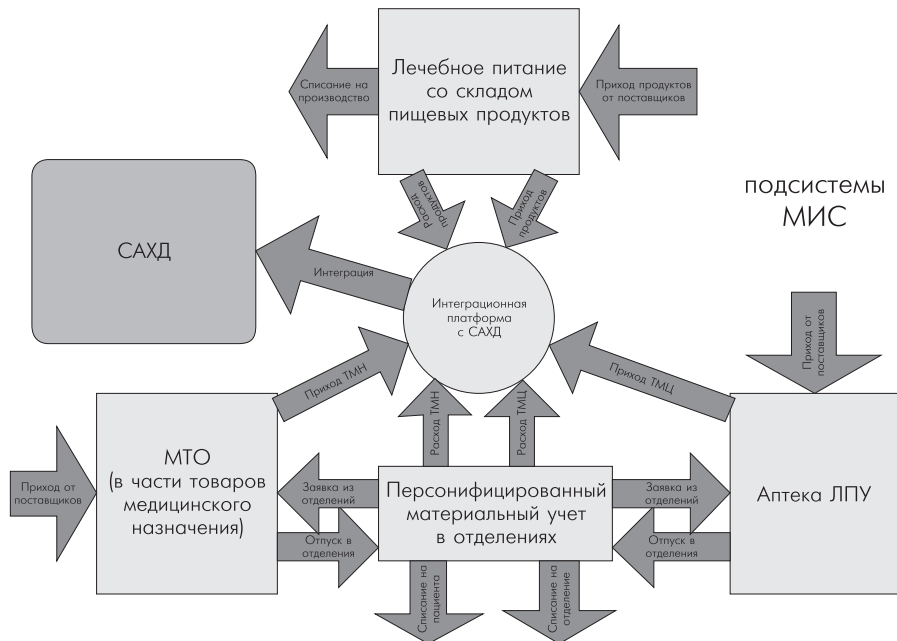 Лечебное питание
со складом
пищевых продуктов
Списание на
производство
Приход продуктов
от поставщиков
Расход
продуктов
Приход
продуктов
подсистемы
МИС
САХД
Интеграция
Интеграционная
платформа
с САХД
Приход от
поставщиков
Приход ТМН
Приход ТМЦ
Расход ТМН
Расход ТМЦ
МТО
(в части товаров
медицинского
назначения)
Приход от
поставщиков
Заявка из
отделений
Отпуск в
отделения
Персонифицированный
материальный учет
в отделениях
Заявка из
отделений
Отпуск в
отделения
Аптека ЛПУ
Списание на
пациента
Списание на
отделение